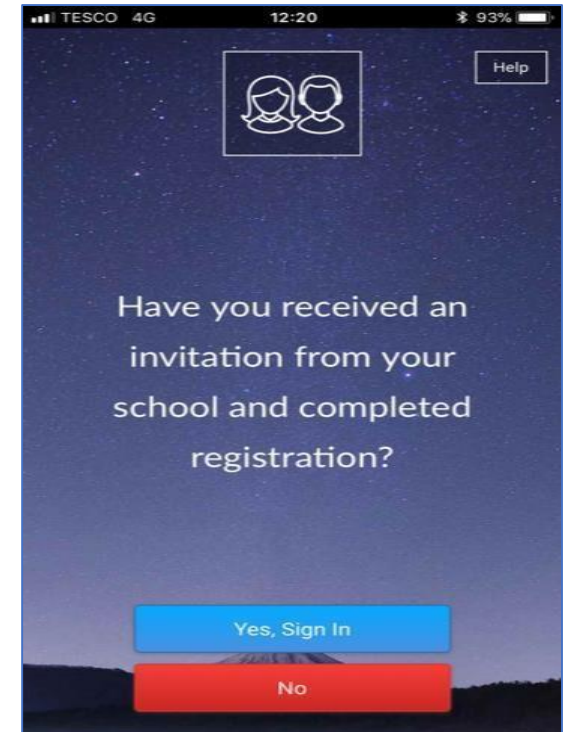 TESCO 4G 12:20 93%
Help
Have you received an
invitation from your
school and completed
registration?
Yes, Sign In
No